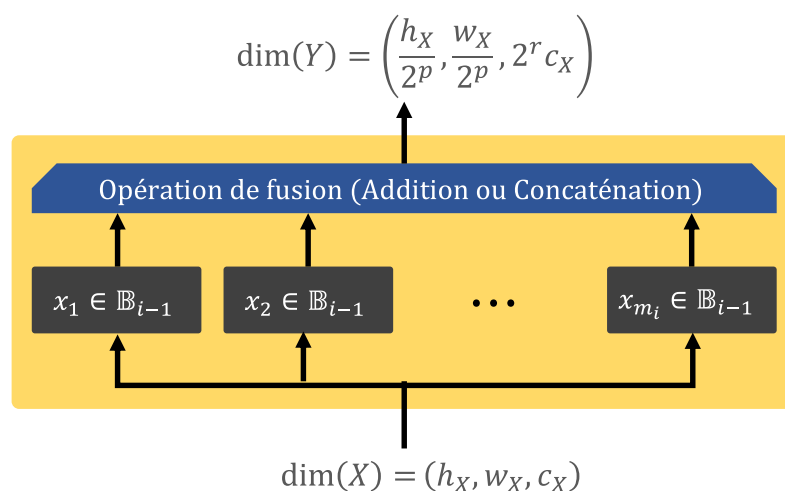 dim(Y) = (h_X/2^p, w_X/2^p, 2^r c_X)
Opération de fusion (Addition ou Concaténation)
x_1 ∈ 𝔹_{i−1} x_2 ∈ 𝔹_{i−1} ... x_{m_i} ∈ 𝔹_{i−1}
dim(X) = (h_X, w_X, c_X)